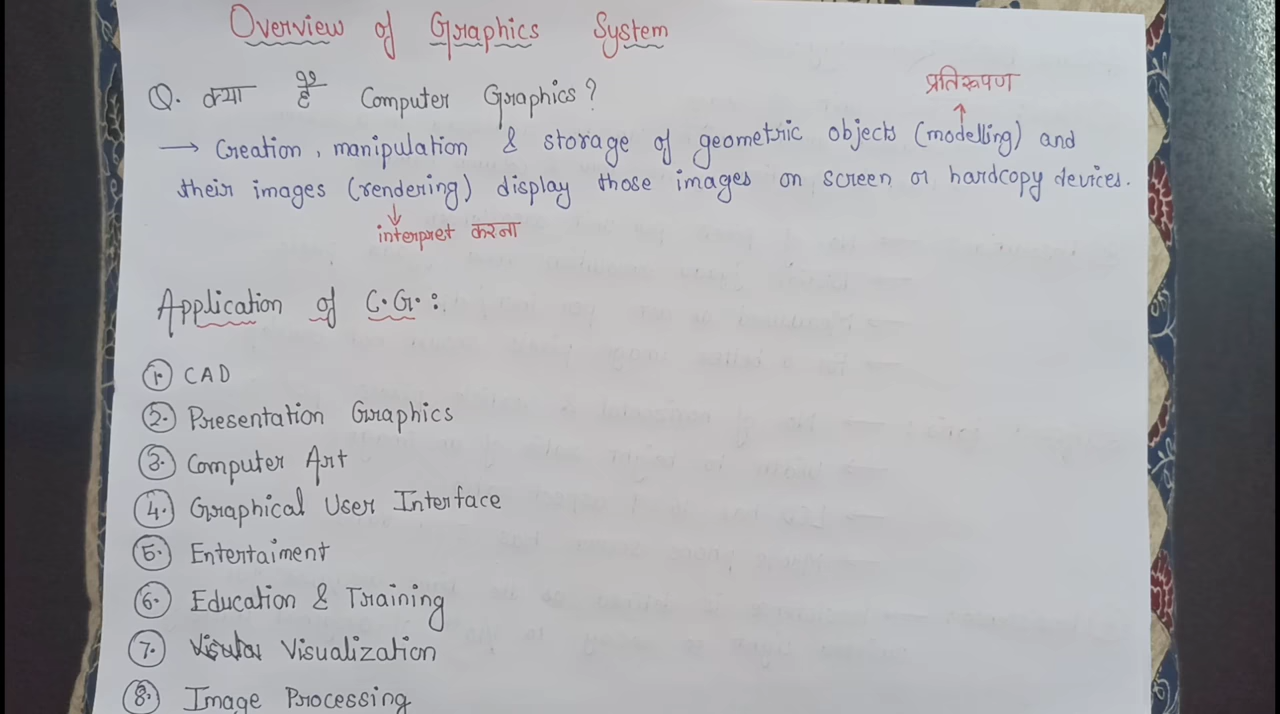 Overview of Graphics System
प्रतिरूपण
Q. क्या है Computer Graphics?
→ Creation, manipulation & storage of geometric objects (modelling) and
their images (rendering) display those images on screen or hardcopy devices.
interpret करना
Application of C.G.:
1. CAD
2. Presentation Graphics
3. Computer Art
4. Graphical User Interface
5. Entertaiment
6. Education & Training
7. Visualization
8. Image Processing